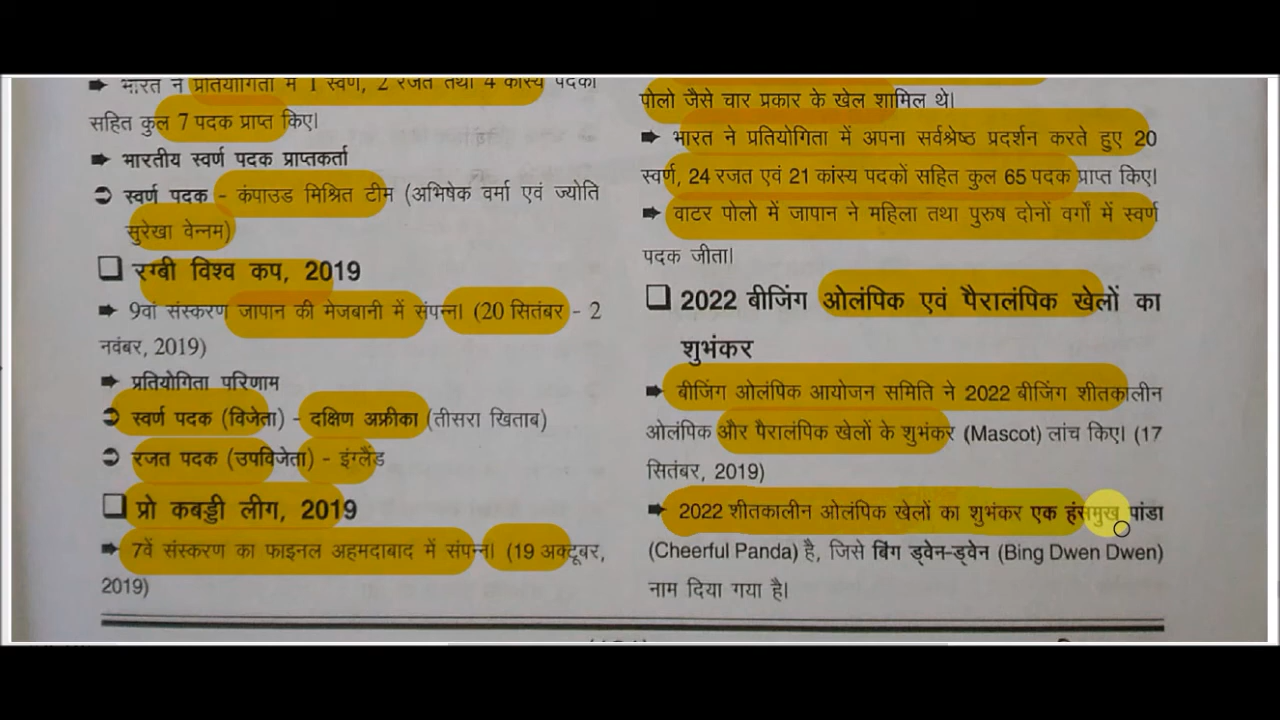 ➡ भारत ने प्रतियोगिता में 1 स्वर्ण, 2 रजत तथा 4 कांस्य पदकों
सहित कुल 7 पदक प्राप्त किए।
➡ भारतीय स्वर्ण पदक प्राप्तकर्ता
➲ स्वर्ण पदक - कंपाउड मिश्रित टीम (अभिषेक वर्मा एवं ज्योति
सुरेखा वेन्नम)
❑ रग्बी विश्व कप, 2019
➡ 9वां संस्करण जापान की मेजबानी में संपन्न। (20 सितंबर - 2
नवंबर, 2019)
➡ प्रतियोगिता परिणाम
➲ स्वर्ण पदक (विजेता) - दक्षिण अफ्रीका (तीसरा खिताब)
➲ रजत पदक (उपविजेता) - इंग्लैंड
❑ प्रो कबड्डी लीग, 2019
➡ 7वें संस्करण का फाइनल अहमदाबाद में संपन्न। (19 अक्टूबर,
2019)
पोलो जैसे चार प्रकार के खेल शामिल थे।
➡ भारत ने प्रतियोगिता में अपना सर्वश्रेष्ठ प्रदर्शन करते हुए 20
स्वर्ण, 24 रजत एवं 21 कांस्य पदकों सहित कुल 65 पदक प्राप्त किए।
➡ वाटर पोलो में जापान ने महिला तथा पुरुष दोनों वर्गों में स्वर्ण
पदक जीता।
❑ 2022 बीजिंग ओलंपिक एवं पैरालंपिक खेलों का
शुभंकर
➡ बीजिंग ओलंपिक आयोजन समिति ने 2022 बीजिंग शीतकालीन
ओलंपिक और पैरालंपिक खेलों के शुभंकर (Mascot) लांच किए। (17
सितंबर, 2019)
➡ 2022 शीतकालीन ओलंपिक खेलों का शुभंकर एक हंसमुख पांडा
(Cheerful Panda) है, जिसे बिंग ड्वेन-ड्वेन (Bing Dwen Dwen)
नाम दिया गया है।